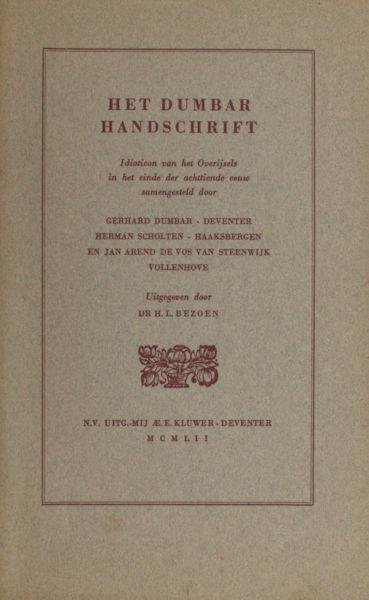 HET DUMBAR
HANDSCHRIFT
Idioticon van het Overijsels
in het einde der achttiende eeuw
samengesteld door
GERHARD DUMBAR - DEVENTER
HERMAN SCHOLTEN - HAAKSBERGEN
EN JAN AREND DE VOS VAN STEENWIJK
VOLLENHOVE
Uitgegeven door
DR H. L. BEZOEN
N.V. UITG.-MIJ Æ. E. KLUWER - DEVENTER
MCMLII